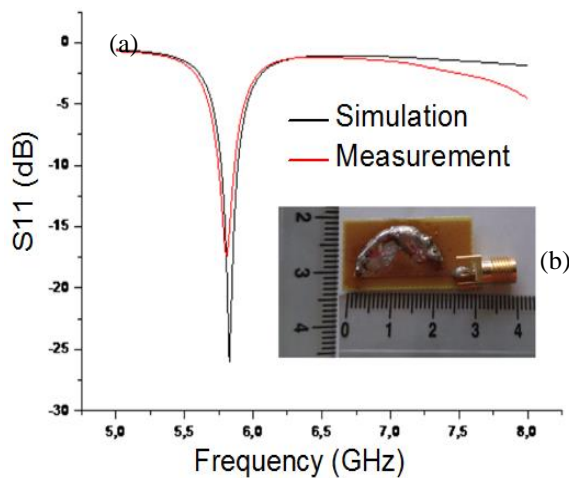 (a)
S11 (dB)
0
-5
-10
-15
-20
-25
-30
Simulation
Measurement
2
3
4
0 1 2 3 4
(b)
5,0 5,5 6,0 6,5 7,0 7,5 8,0
Frequency (GHz)